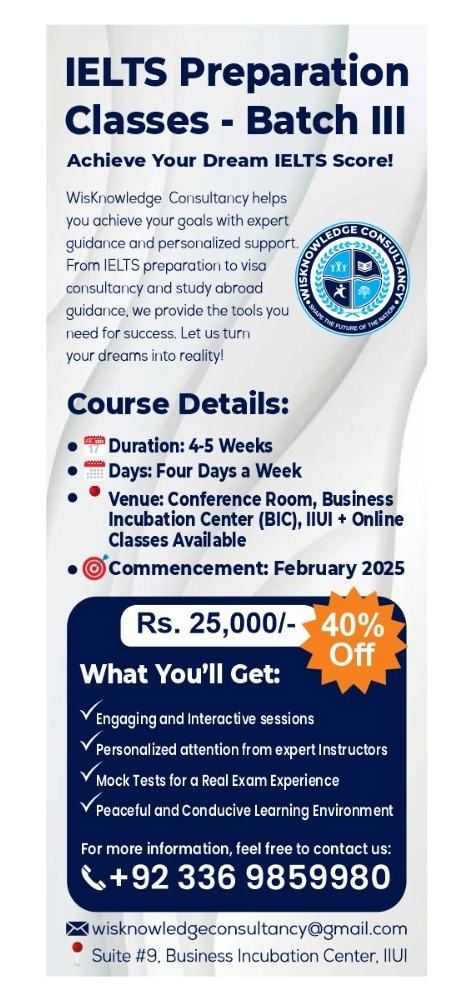 IELTS Preparation
Classes - Batch III
Achieve Your Dream IELTS Score!
WisKnowledge Consultancy helps
you achieve your goals with expert
guidance and personalized support.
From IELTS preparation to visa
consultancy and study abroad
guidance, we provide the tools you
need for success. Let us turn
your dreams into reality!
WISKNOWLEDGE CONSULTANCY
SHAPE THE FUTURE OF THE NATION
Course Details:
Duration: 4-5 Weeks
Days: Four Days a Week
Venue: Conference Room, Business
Incubation Center (BIC), IIUI + Online
Classes Available
Commencement: February 2025
Rs. 25,000/-
40%
Off
What You'll Get:
Engaging and Interactive sessions
Personalized attention from expert Instructors
Mock Tests for a Real Exam Experience
Peaceful and Conducive Learning Environment
For more information, feel free to contact us:
+92 336 9859980
wisknowledgeconsultancy@gmail.com
Suite #9, Business Incubation Center, IIUI